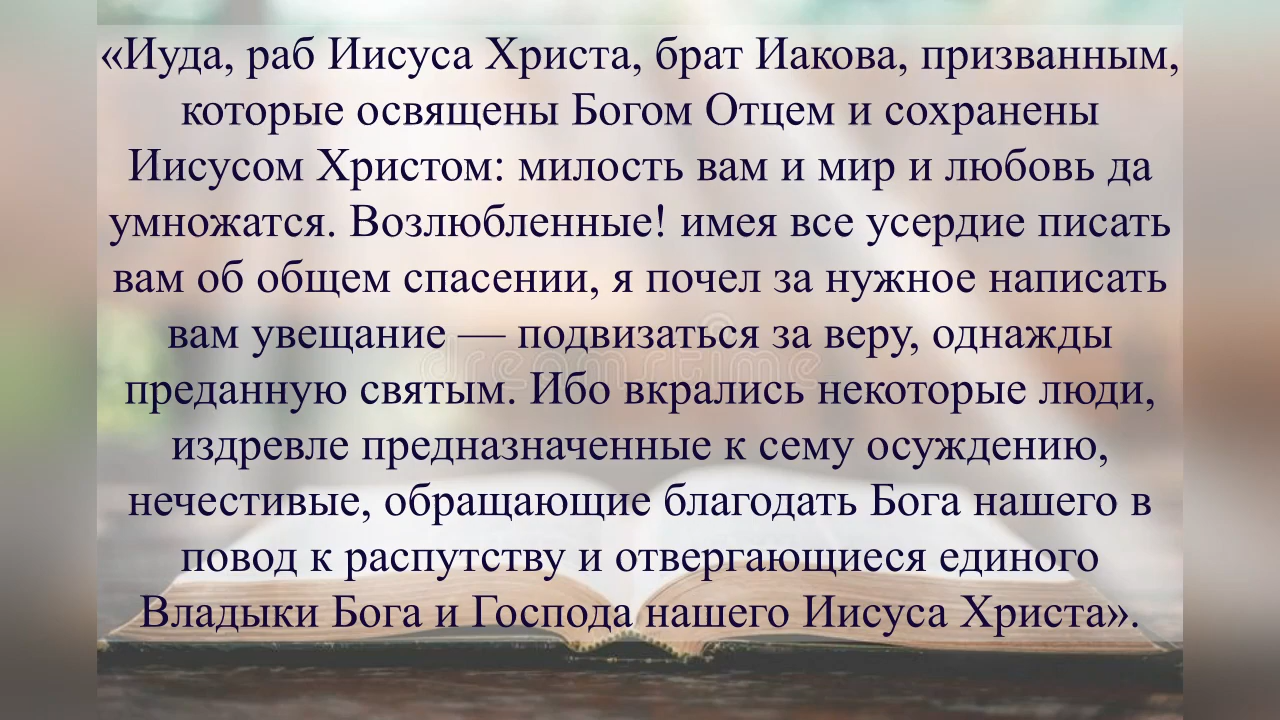 «Иуда, раб Иисуса Христа, брат Иакова, призванным,
которые освящены Богом Отцем и сохранены
Иисусом Христом: милость вам и мир и любовь да
умножатся. Возлюбленные! имея все усердие писать
вам об общем спасении, я почел за нужное написать
вам увещание — подвизаться за веру, однажды
dreamstime
преданную святым. Ибо вкрались некоторые люди,
издревле предназначенные к сему осуждению,
нечестивые, обращающие благодать Бога нашего в
повод к распутству и отвергающиеся единого
Владыки Бога и Господа нашего Иисуса Христа».